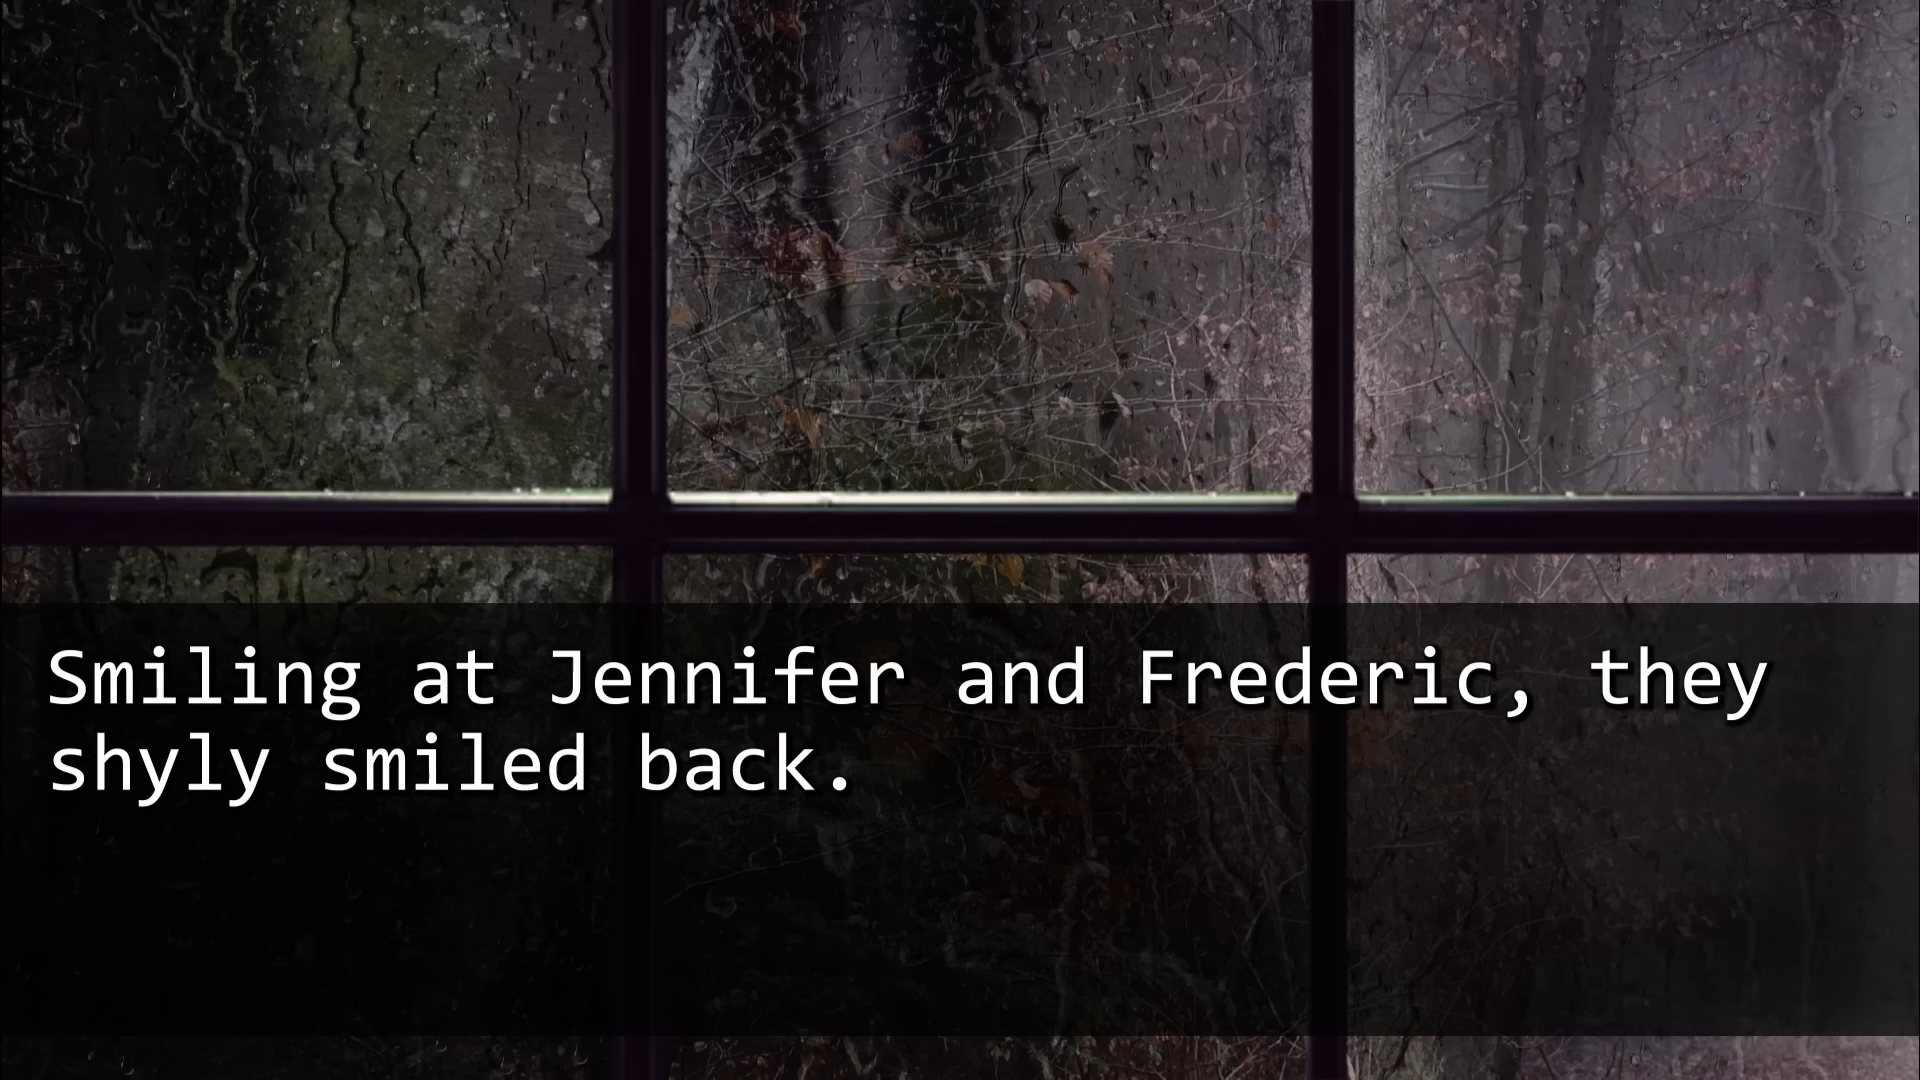 Smiling at Jennifer and Frederic, they
shyly smiled back.